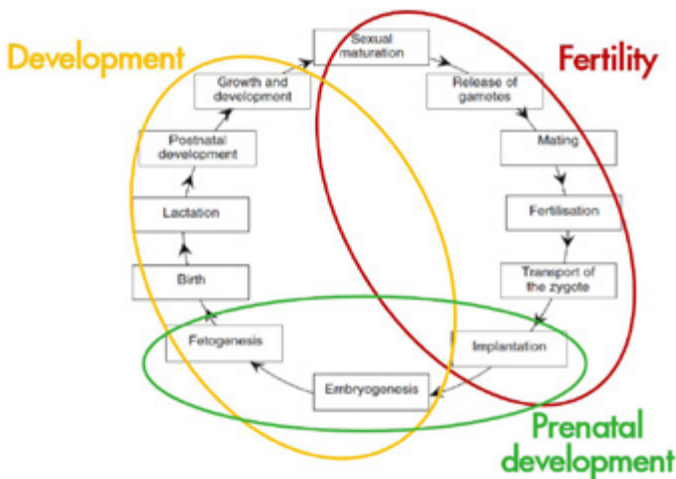 Sexual
maturation
Development
Fertility
Growth and
development
Release of
gametes
Postnatal
development
Mating
Lactation
Fertilisation
Birth
Transport of
the zygote
Fetogenesis
Implantation
Embryogenesis
Prenatal
development